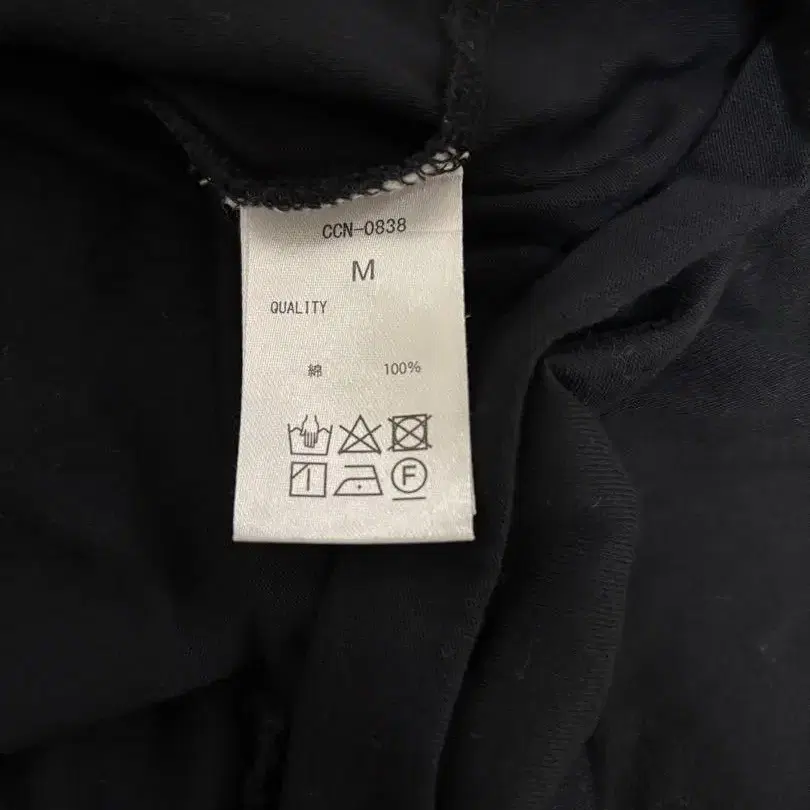 CCN-0838
M
QUALITY
綿 100%
F